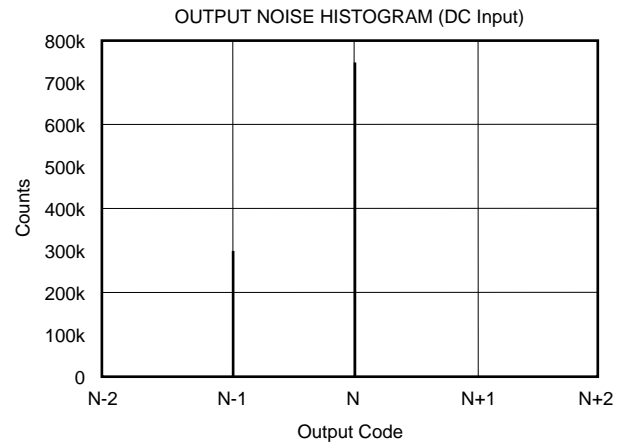 OUTPUT NOISE HISTOGRAM (DC Input)
800k
700k
600k
500k
400k
300k
200k
100k
0
Counts
N-2 N-1 N N+1 N+2
Output Code